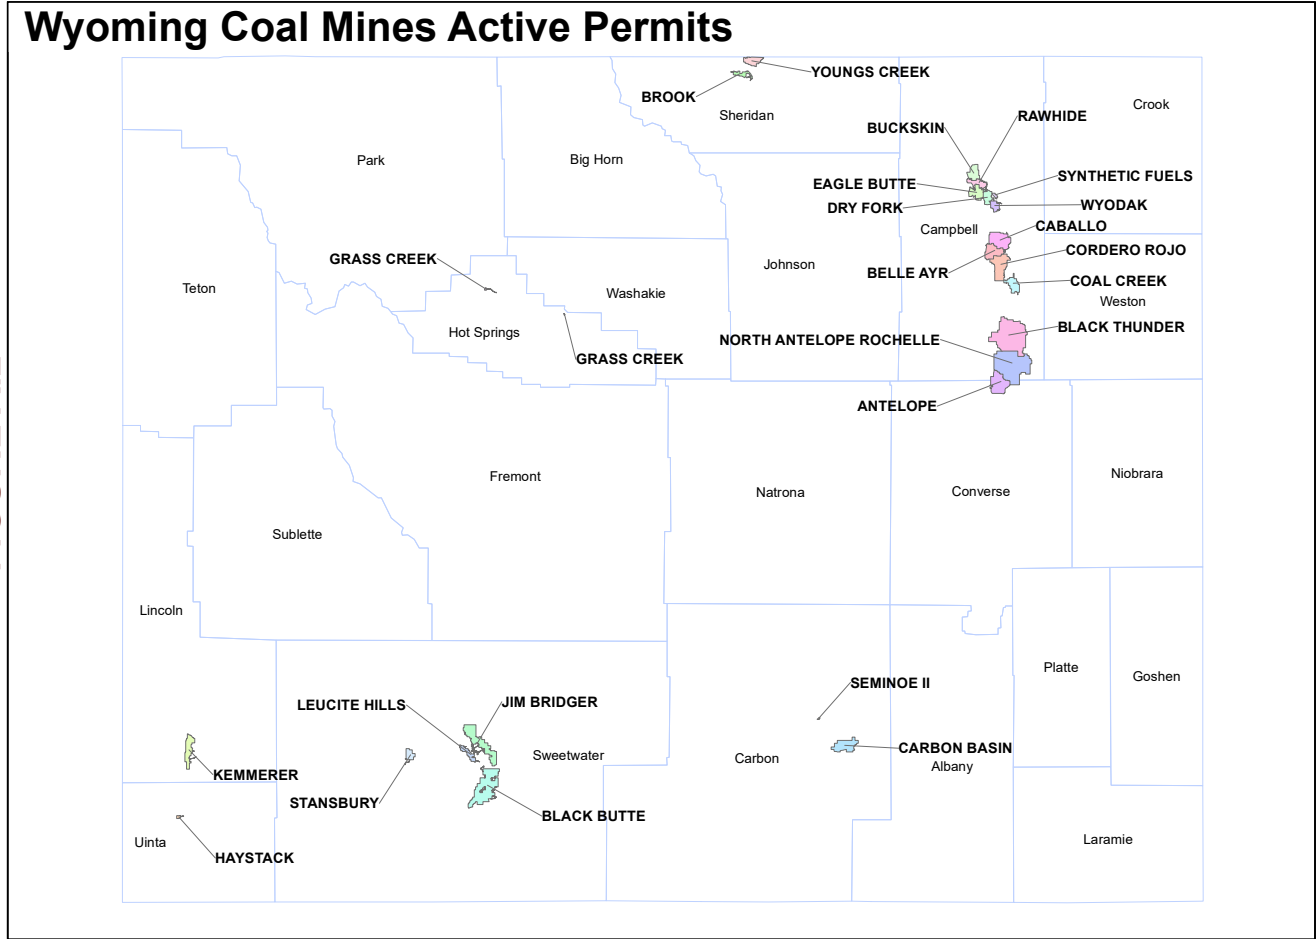 Wyoming Coal Mines Active Permits
YOUNGS CREEK
BROOK
Sheridan
Crook
RAWHIDE
BUCKSKIN
Park
Big Horn
SYNTHETIC FUELS
EAGLE BUTTE
DRY FORK
WYODAK
CABALLO
Campbell
CORDERO ROJO
GRASS CREEK
Johnson
BELLE AYR
COAL CREEK
Teton
Washakie
Weston
BLACK THUNDER
Hot Springs
NORTH ANTELOPE ROCHELLE
GRASS CREEK
ANTELOPE
Fremont
Niobrara
Natrona
Converse
Sublette
Lincoln
Platte
Goshen
SEMINOE II
JIM BRIDGER
LEUCITE HILLS
CARBON BASIN
Sweetwater
Carbon
Albany
KEMMERER
STANSBURY
BLACK BUTTE
Uinta
Laramie
HAYSTACK